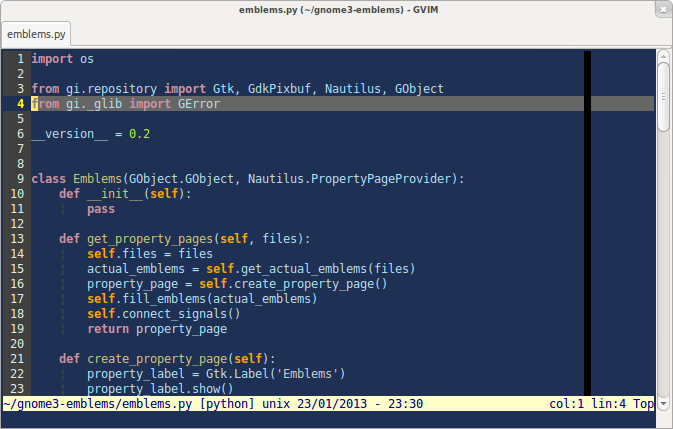 emblems.py (~/gnome3-emblems) - GVIM
emblems.py
1 import os
2
3 from gi.repository import Gtk, GdkPixbuf, Nautilus, GObject
4 from gi._glib import GError
5
6 __version__ = 0.2
7
8
9 class Emblems(GObject.GObject, Nautilus.PropertyPageProvider):
10     def __init__(self):
11     ¦   pass
12
13     def get_property_pages(self, files):
14     ¦   self.files = files
15     ¦   actual_emblems = self.get_actual_emblems(files)
16     ¦   property_page = self.create_property_page()
17     ¦   self.fill_emblems(actual_emblems)
18     ¦   self.connect_signals()
19     ¦   return property_page
20
21     def create_property_page(self):
22     ¦   property_label = Gtk.Label('Emblems')
23     ¦   property_label.show()
~/gnome3-emblems/emblems.py [python] unix 23/01/2013 - 23:30 col:1 lin:4 Top